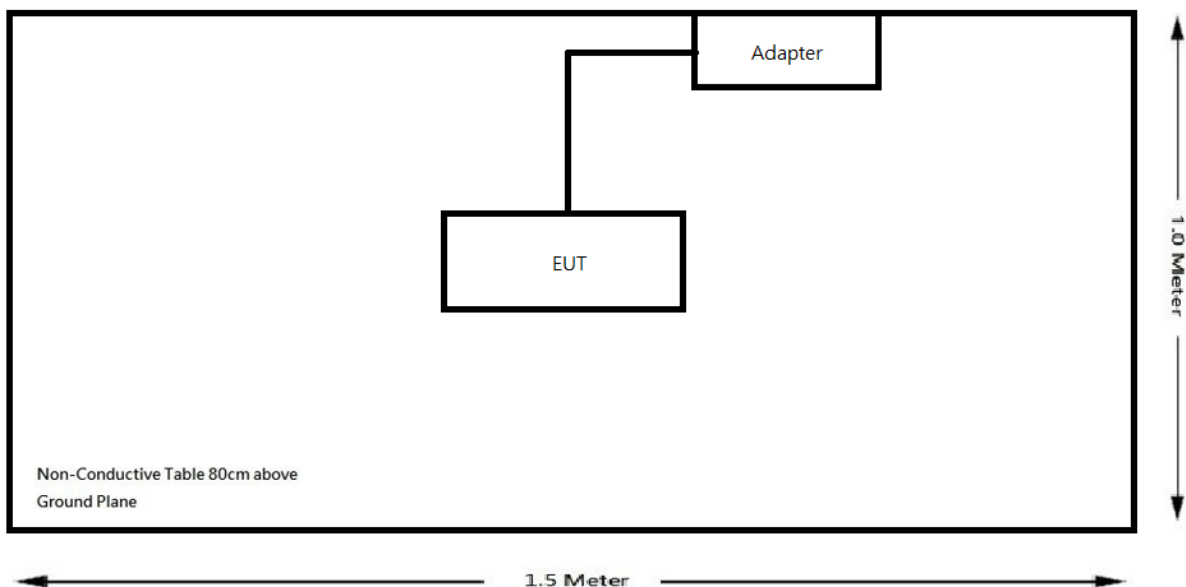 Adapter
EUT
1.0 Meter
Non-Conductive Table 80cm above
Ground Plane
1.5 Meter